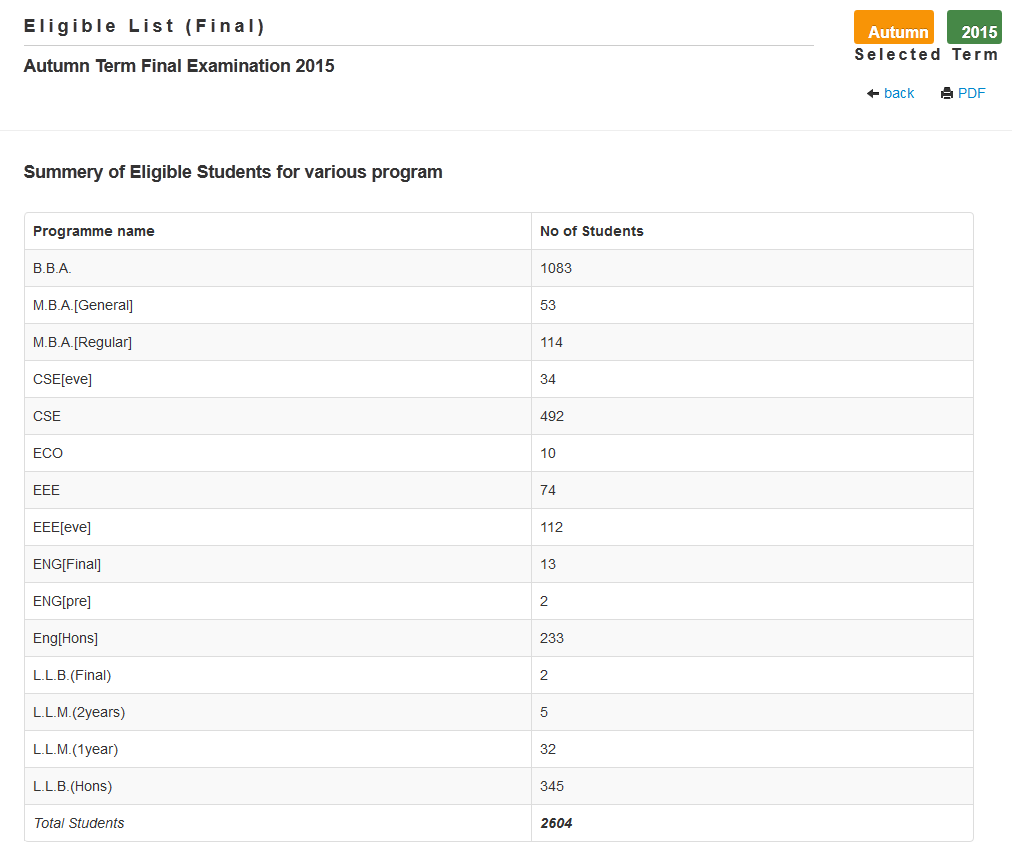 Eligible List (Final)
Autumn 2015
Selected Term
Autumn Term Final Examination 2015
back PDF
Summery of Eligible Students for various program
Programme name No of Students
B.B.A. 1083
M.B.A.[General] 53
M.B.A.[Regular] 114
CSE[eve] 34
CSE 492
ECO 10
EEE 74
EEE[eve] 112
ENG[Final] 13
ENG[pre] 2
Eng[Hons] 233
L.L.B.(Final) 2
L.L.M.(2years) 5
L.L.M.(1year) 32
L.L.B.(Hons) 345
Total Students 2604